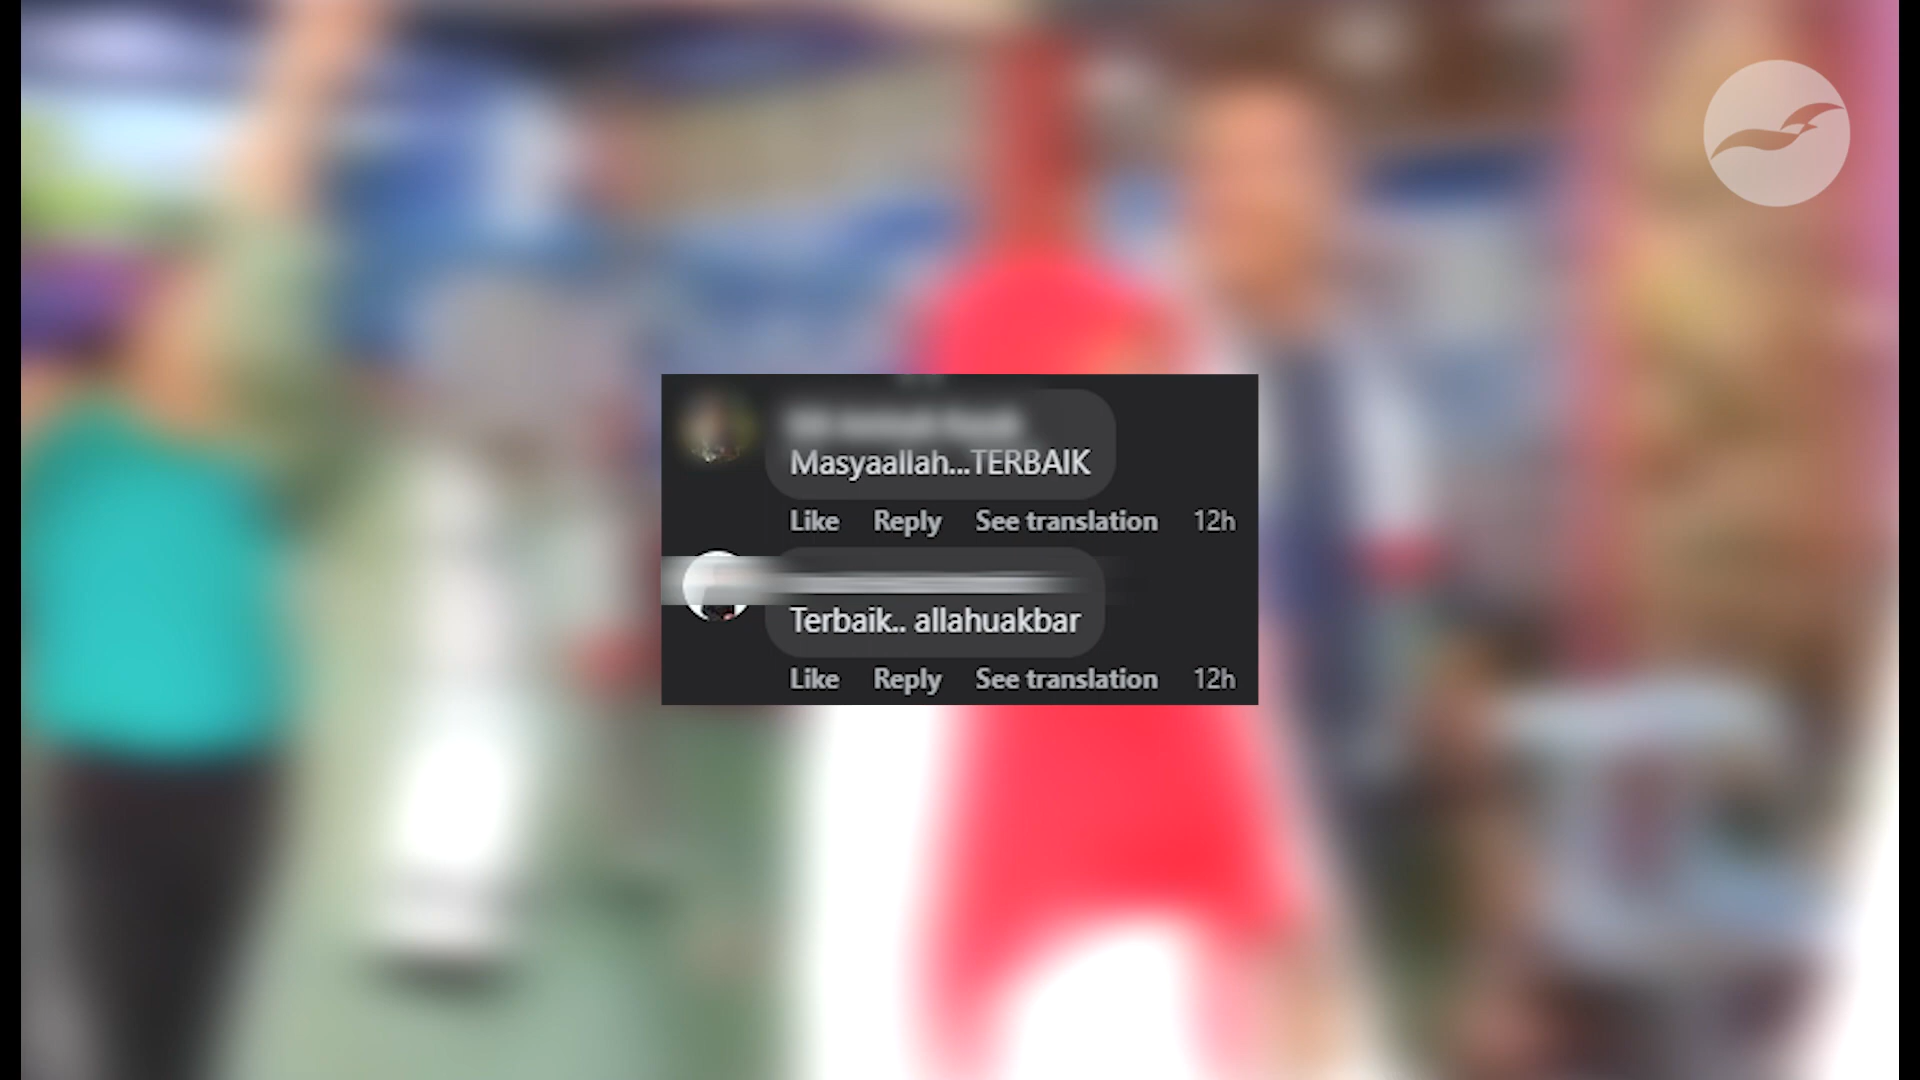 Masyaallah...TERBAIK
Like Reply See translation 12h
Terbaik.. allahuakbar
Like Reply See translation 12h